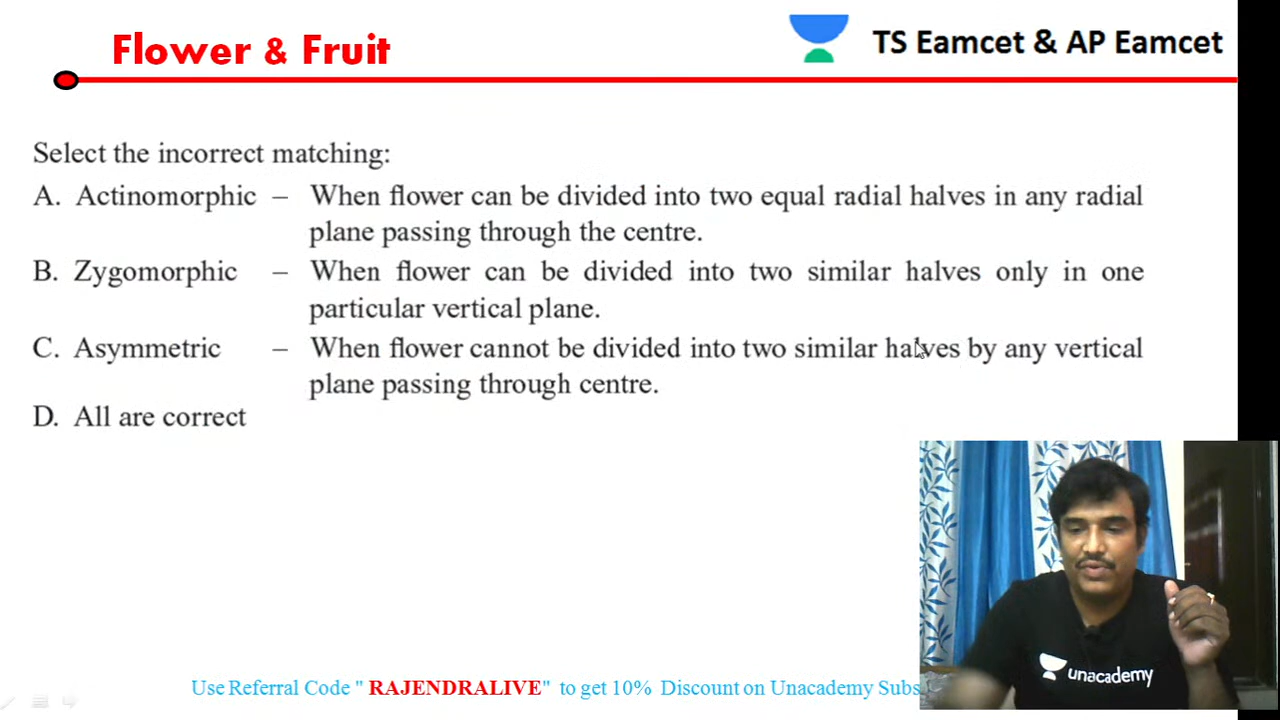 Flower & Fruit
TS Eamcet & AP Eamcet
Select the incorrect matching:
A. Actinomorphic – When flower can be divided into two equal radial halves in any radial
plane passing through the centre.
B. Zygomorphic – When flower can be divided into two similar halves only in one
particular vertical plane.
C. Asymmetric – When flower cannot be divided into two similar halves by any vertical
plane passing through centre.
D. All are correct
unacademy
Use Referral Code " RAJENDRALIVE" to get 10% Discount on Unacademy Subs